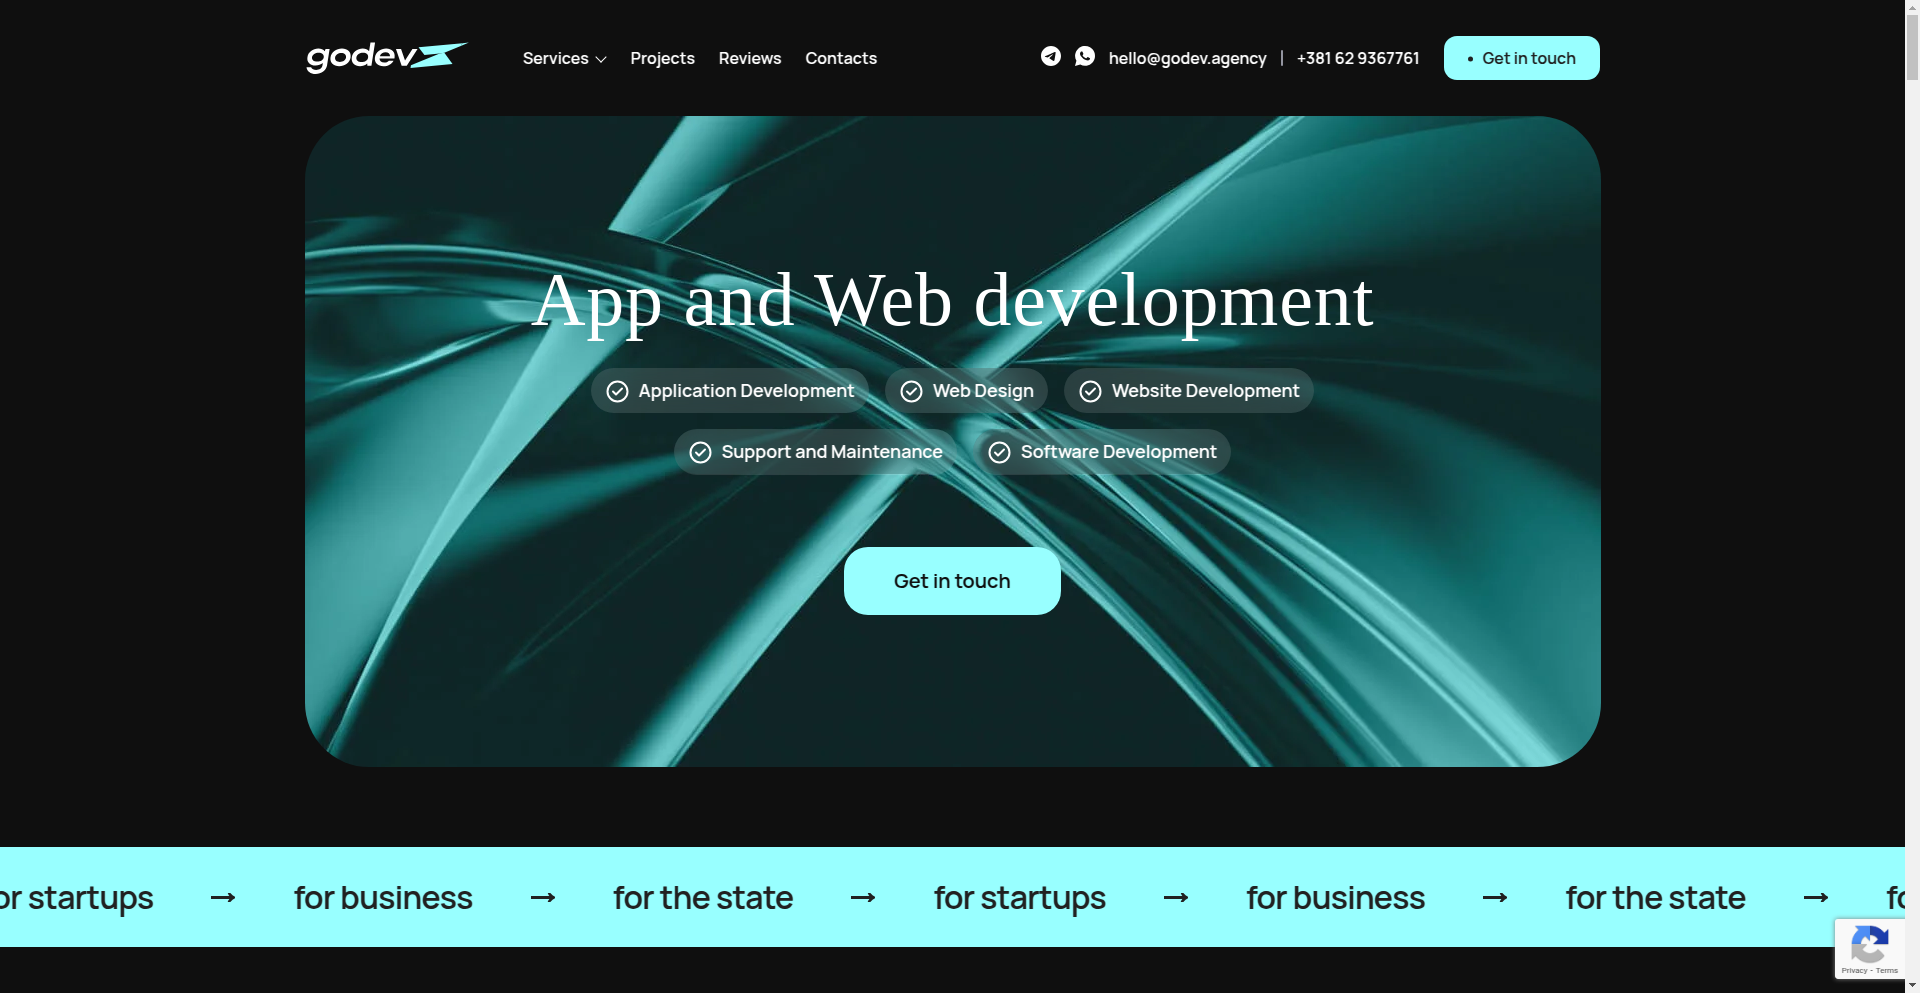 godev Services Projects Reviews Contacts hello@godev.agency | +381 62 9367761 • Get in touch
App and Web development
Application Development Web Design Website Development
Support and Maintenance Software Development
Get in touch
or startups → for business → for the state → for startups → for business → for the state → fo
Privacy - Terms